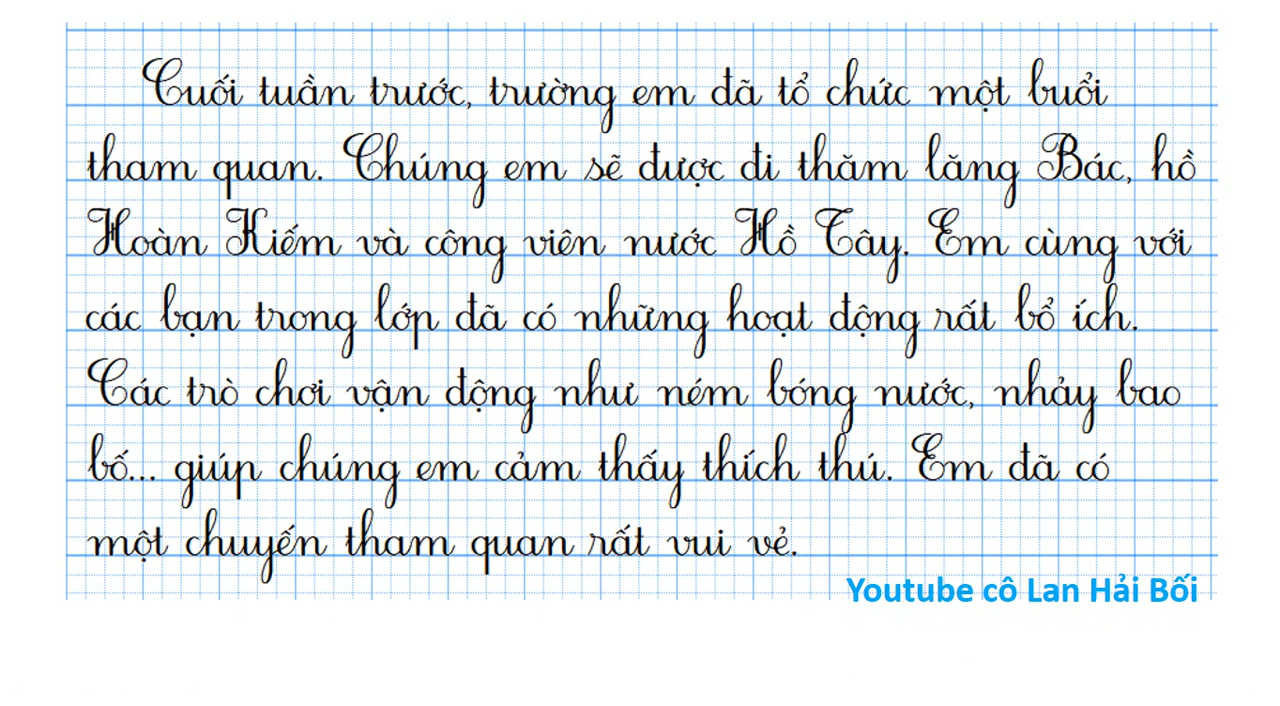 Cuối tuần trước, trường em đã tổ chức một buổi
tham quan. Chúng em sẽ được đi thăm lăng Bác, hồ
Hoàn Kiếm và công viên nước Hồ Tây. Em cùng với
các bạn trong lớp đã có những hoạt động rất bổ ích.
Các trò chơi vận động như ném bóng nước, nhảy bao
bố... giúp chúng em cảm thấy thích thú. Em đã có
một chuyến tham quan rất vui vẻ.
Youtube cô Lan Hải Bối